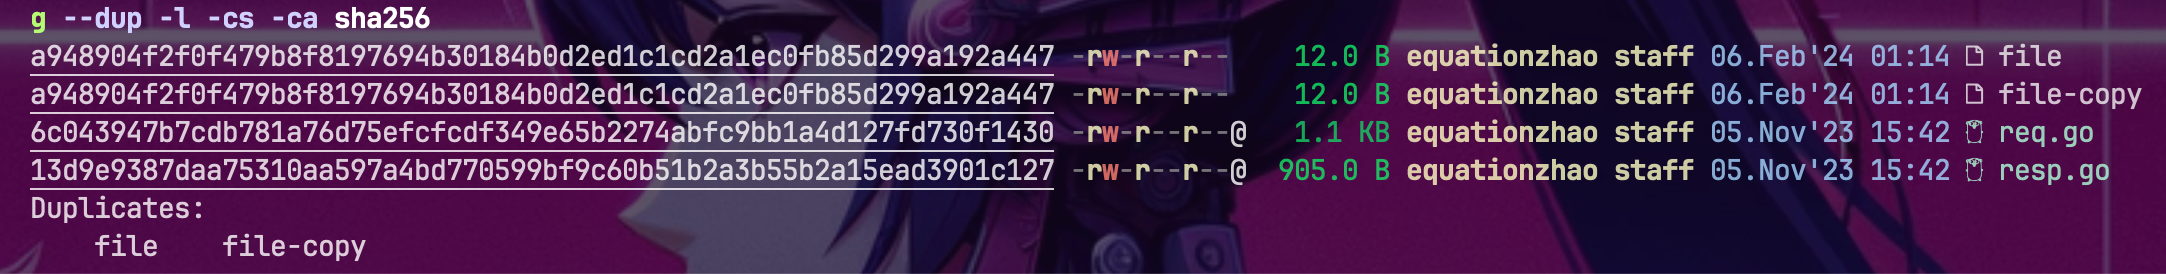 g --dup -l -cs -ca sha256
a948904f2f0f479b8f8197694b30184b0d2ed1c1cd2a1ec0fb85d299a192a447 -rw-r--r-- 12.0 B equationzhao staff 06.Feb'24 01:14 file
a948904f2f0f479b8f8197694b30184b0d2ed1c1cd2a1ec0fb85d299a192a447 -rw-r--r-- 12.0 B equationzhao staff 06.Feb'24 01:14 file-copy
6c043947b7cdb781a76d75efcfcdf349e65b2274abfc9bb1a4d127fd730f1430 -rw-r--r--@ 1.1 KB equationzhao staff 05.Nov'23 15:42 req.go
13d9e9387daa75310aa597a4bd770599bf9c60b51b2a3b55b2a15ead3901c127 -rw-r--r--@ 905.0 B equationzhao staff 05.Nov'23 15:42 resp.go
Duplicates:
file file-copy